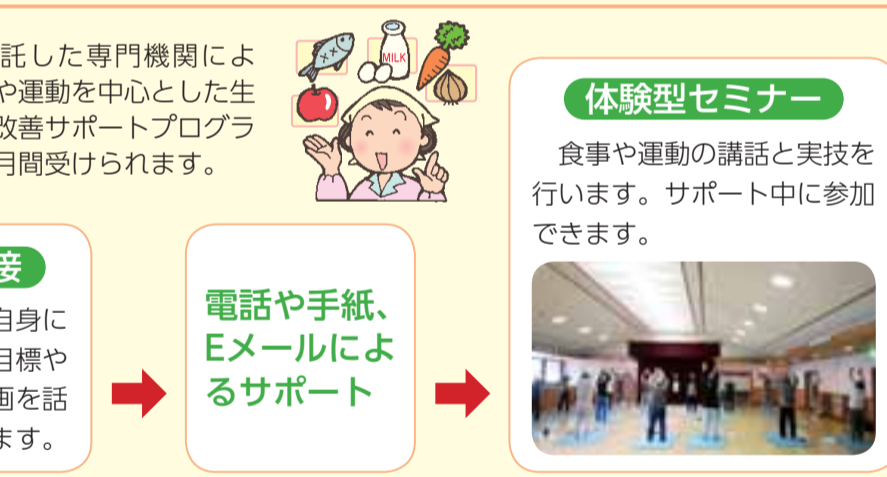 託した専門機関によ
や運動を中心とした生
改善サポートプログラ
月間受けられます。
MILK
接
自身に
目標や
画を話
ます。
電話や手紙、
Eメールによ
るサポート
体験型セミナー
食事や運動の講話と実技を
行います。サポート中に参加
できます。